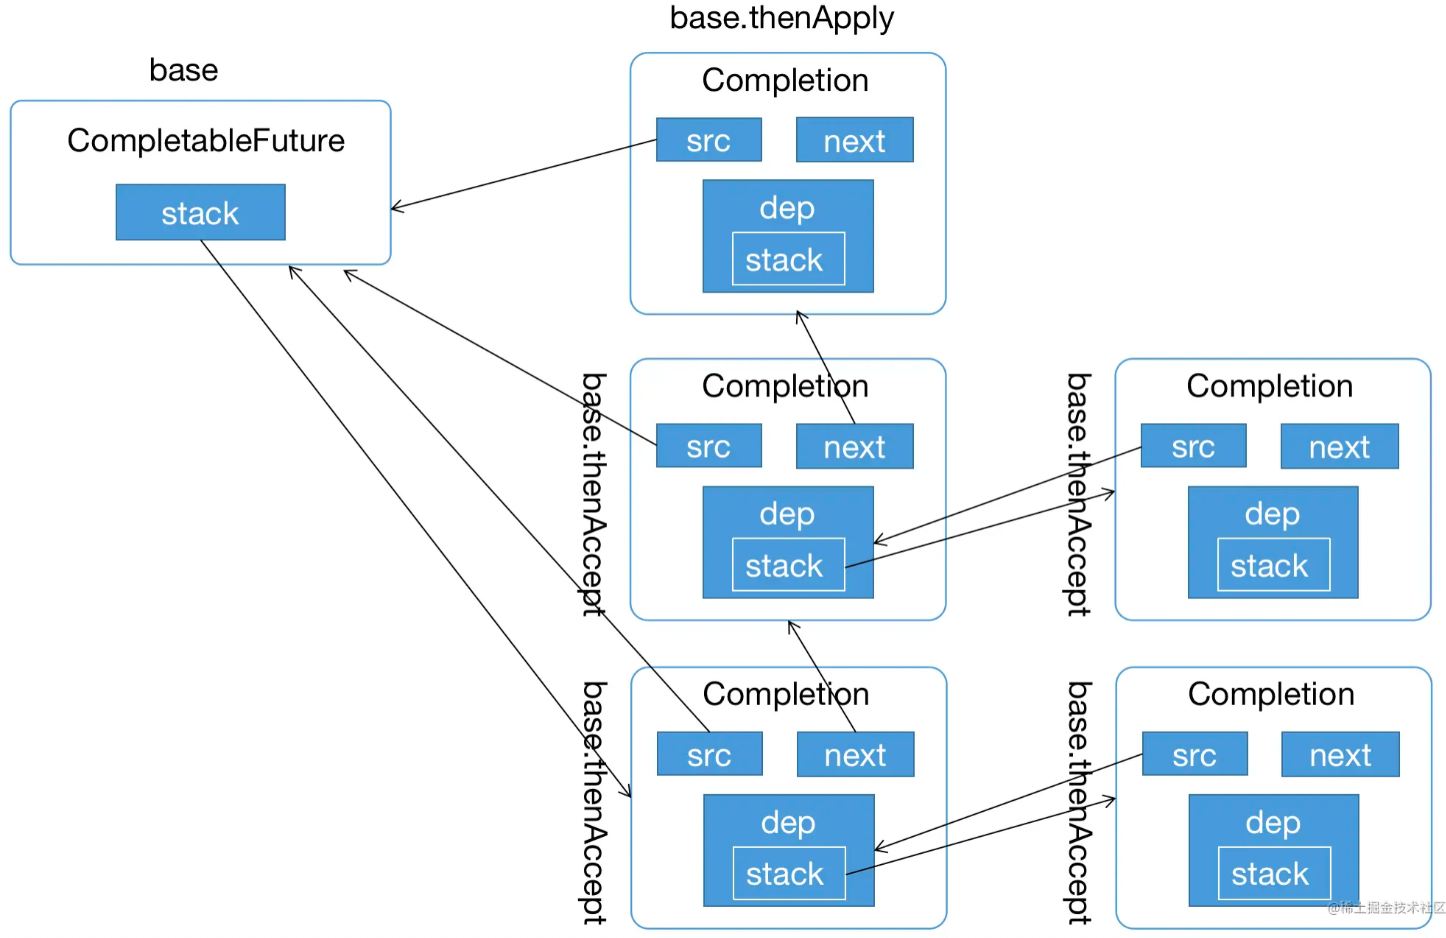 base.thenApply
base
CompletableFuture
stack
Completion
src next
dep
stack
base.thenAccept
Completion
src next
dep
stack
base.thenAccept
Completion
src next
dep
stack
base.thenAccept
Completion
src next
dep
stack
base.thenAccept
Completion
src next
dep
stack
@稀土掘金技术社区